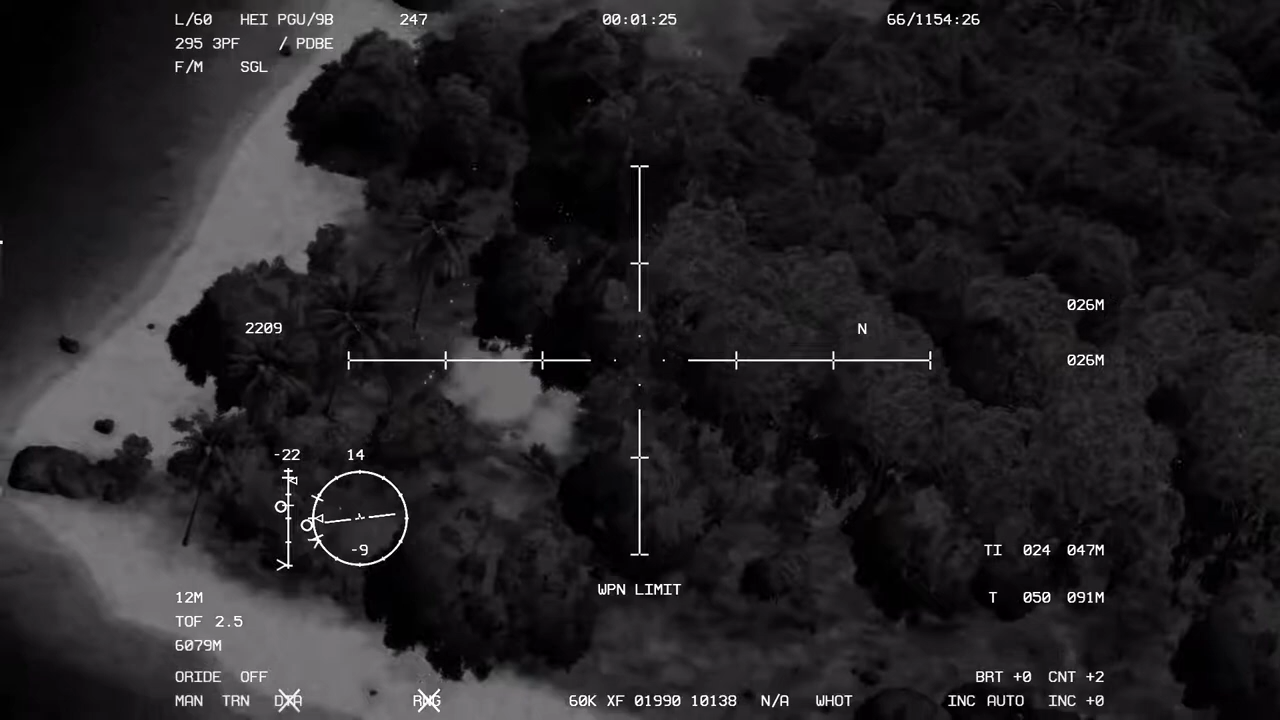 L/60 HEI PGU/9B 247 00:01:25 66/1154:26
295 3PF / PDBE
F/M SGL
026M
2209 N
026M
-22 14
-9
TI 024 047M
WPN LIMIT
12M T 050 091M
TOF 2.5
6079M
ORIDE OFF BRT +0 CNT +2
MAN TRN DTA RNG 60K XF 01990 10138 N/A WHOT INC AUTO INC +0